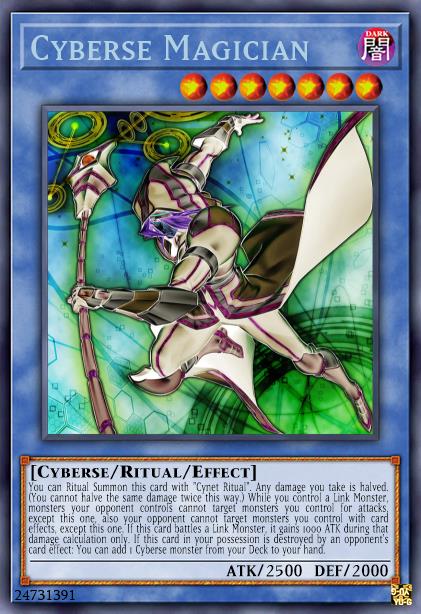 CYBERSE MAGICIAN
DARK
闇
[CYBERSE/RITUAL/EFFECT]
You can Ritual Summon this card with "Cynet Ritual". Any damage you take is halved.
(You cannot halve the same damage twice this way.) While you control a Link Monster,
monsters your opponent controls cannot target monsters you control for attacks,
except this one, also your opponent cannot target monsters you control with card
effects, except this one. If this card battles a Link Monster, it gains 1000 ATK during that
damage calculation only. If this card in your possession is destroyed by an opponent's
card effect: You can add 1 Cyberse monster from your Deck to your hand.
ATK/2500 DEF/2000
24731391